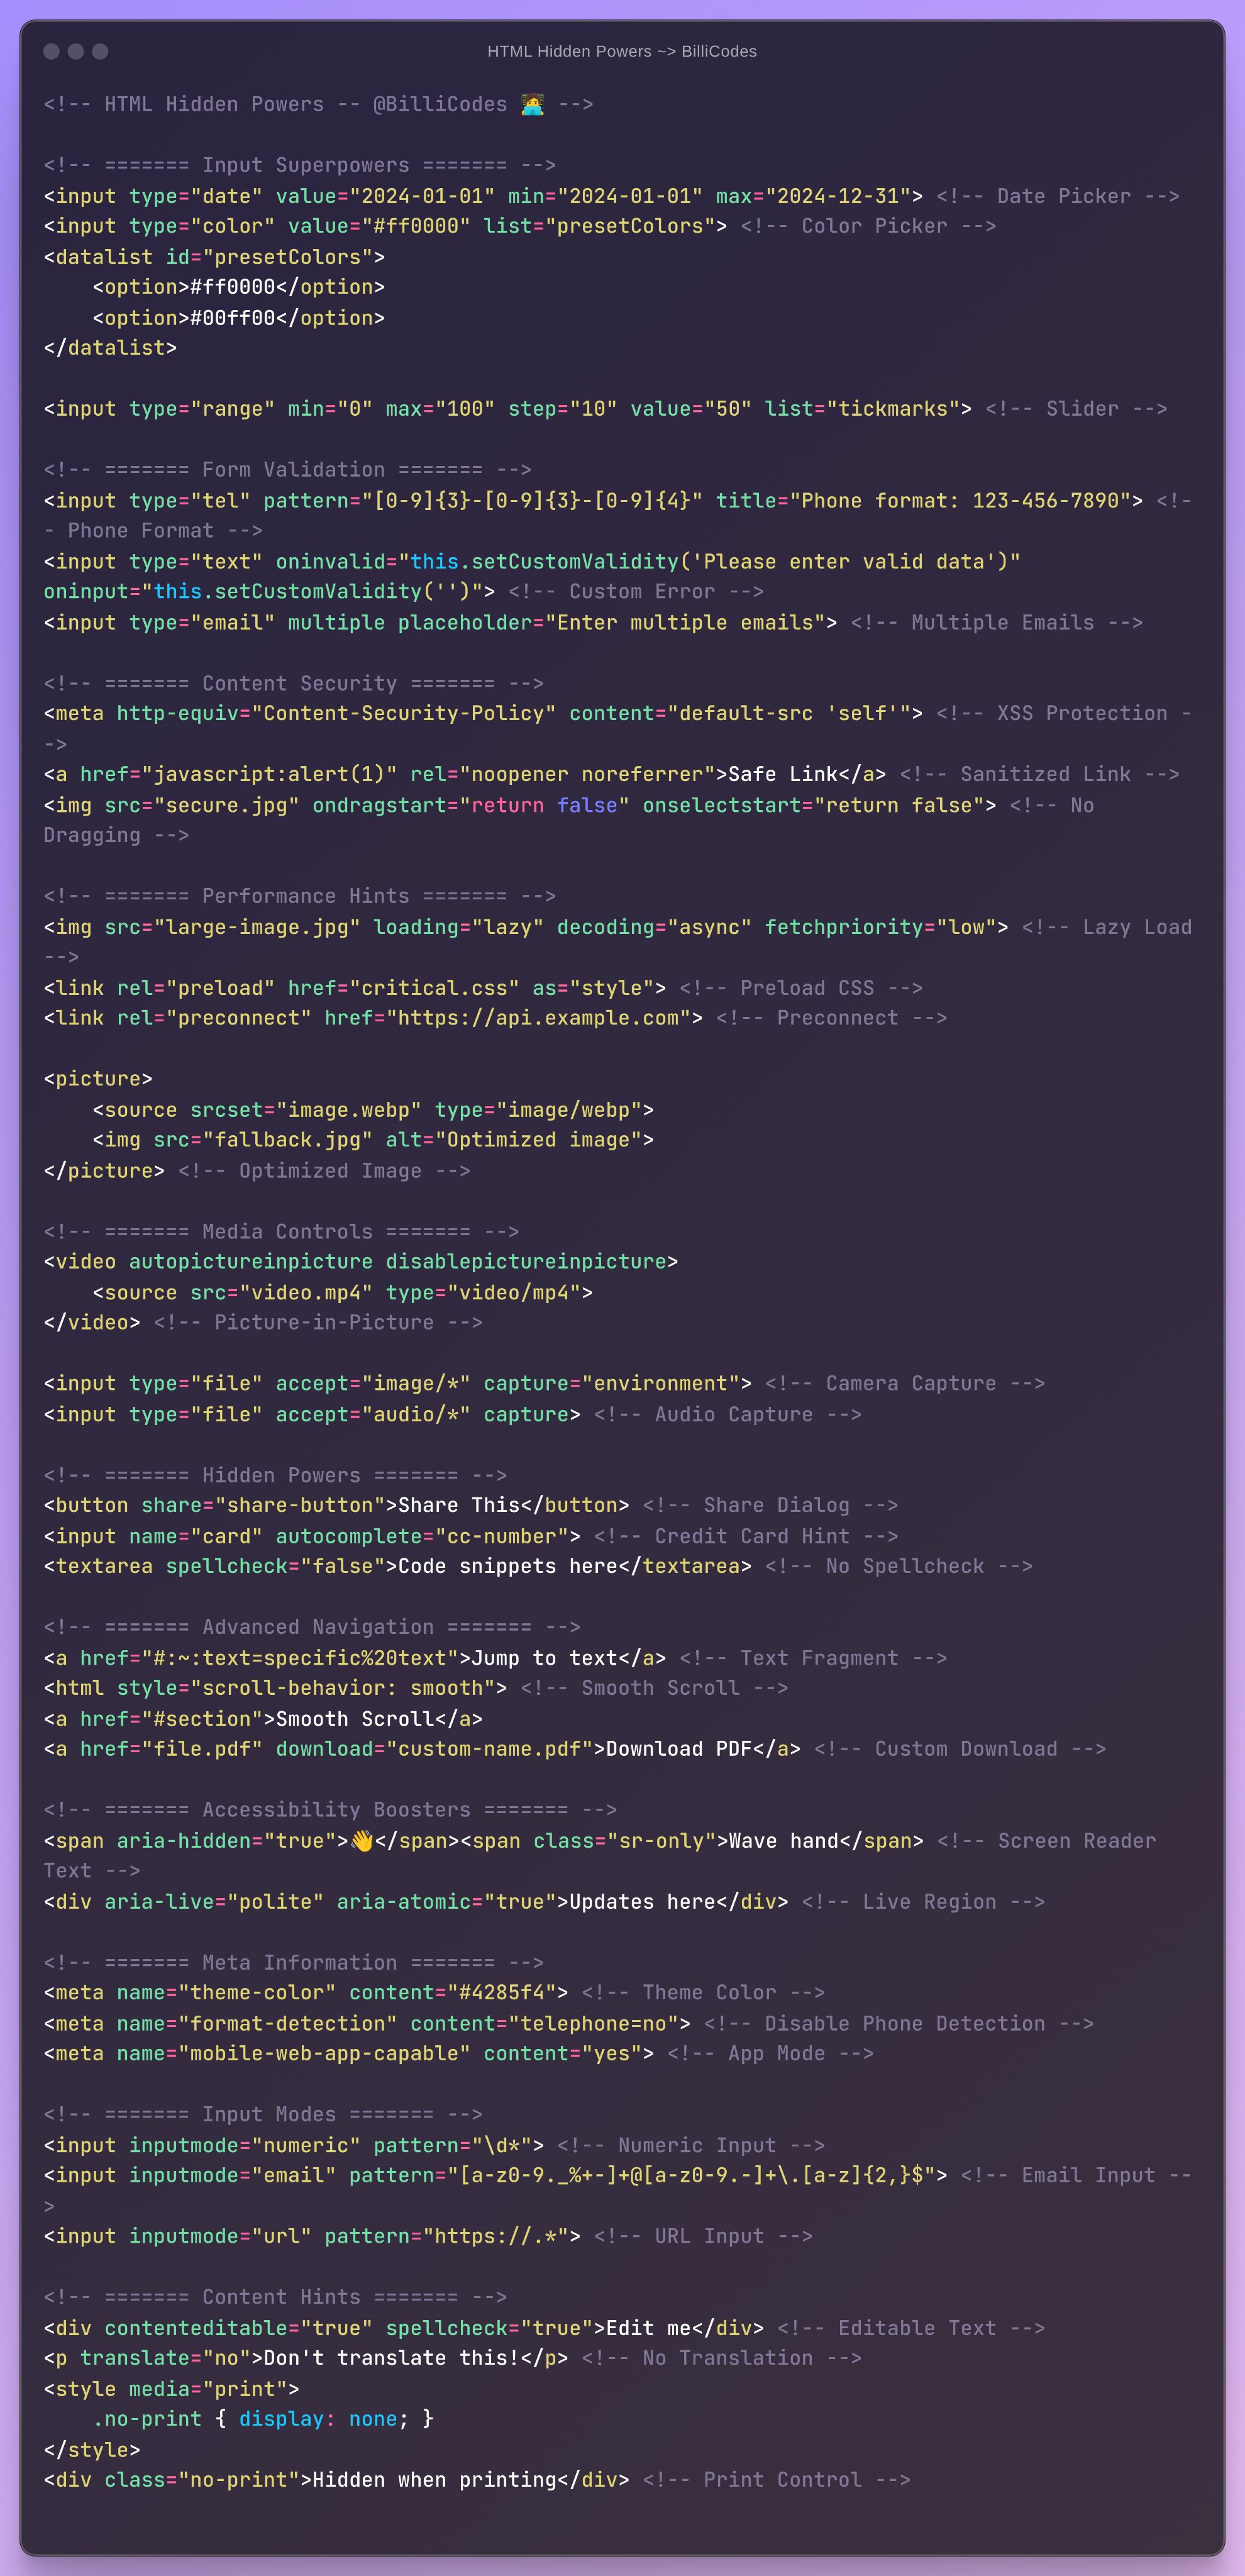 HTML Hidden Powers ~> BilliCodes
<!-- HTML Hidden Powers -- @BilliCodes 🧑‍💻 -->
<!-- ======= Input Superpowers ======= -->
<input type="date" value="2024-01-01" min="2024-01-01" max="2024-12-31"> <!-- Date Picker -->
<input type="color" value="#ff0000" list="presetColors"> <!-- Color Picker -->
<datalist id="presetColors">
    <option>#ff0000</option>
    <option>#00ff00</option>
</datalist>
<input type="range" min="0" max="100" step="10" value="50" list="tickmarks"> <!-- Slider -->
<!-- ======= Form Validation ======= -->
<input type="tel" pattern="[0-9]{3}-[0-9]{3}-[0-9]{4}" title="Phone format: 123-456-7890"> <!-
- Phone Format -->
<input type="text" oninvalid="this.setCustomValidity('Please enter valid data')"
oninput="this.setCustomValidity('')"> <!-- Custom Error -->
<input type="email" multiple placeholder="Enter multiple emails"> <!-- Multiple Emails -->
<!-- ======= Content Security ======= -->
<meta http-equiv="Content-Security-Policy" content="default-src 'self'"> <!-- XSS Protection -
->
<a href="javascript:alert(1)" rel="noopener noreferrer">Safe Link</a> <!-- Sanitized Link -->
<img src="secure.jpg" ondragstart="return false" onselectstart="return false"> <!-- No
Dragging -->
<!-- ======= Performance Hints ======= -->
<img src="large-image.jpg" loading="lazy" decoding="async" fetchpriority="low"> <!-- Lazy Load
-->
<link rel="preload" href="critical.css" as="style"> <!-- Preload CSS -->
<link rel="preconnect" href="https://api.example.com"> <!-- Preconnect -->
<picture>
    <source srcset="image.webp" type="image/webp">
    <img src="fallback.jpg" alt="Optimized image">
</picture> <!-- Optimized Image -->
<!-- ======= Media Controls ======= -->
<video autopictureinpicture disablepictureinpicture>
    <source src="video.mp4" type="video/mp4">
</video> <!-- Picture-in-Picture -->
<input type="file" accept="image/*" capture="environment"> <!-- Camera Capture -->
<input type="file" accept="audio/*" capture> <!-- Audio Capture -->
<!-- ======= Hidden Powers ======= -->
<button share="share-button">Share This</button> <!-- Share Dialog -->
<input name="card" autocomplete="cc-number"> <!-- Credit Card Hint -->
<textarea spellcheck="false">Code snippets here</textarea> <!-- No Spellcheck -->
<!-- ======= Advanced Navigation ======= -->
<a href="#:~:text=specific%20text">Jump to text</a> <!-- Text Fragment -->
<html style="scroll-behavior: smooth"> <!-- Smooth Scroll -->
<a href="#section">Smooth Scroll</a>
<a href="file.pdf" download="custom-name.pdf">Download PDF</a> <!-- Custom Download -->
<!-- ======= Accessibility Boosters ======= -->
<span aria-hidden="true">👋</span><span class="sr-only">Wave hand</span> <!-- Screen Reader
Text -->
<div aria-live="polite" aria-atomic="true">Updates here</div> <!-- Live Region -->
<!-- ======= Meta Information ======= -->
<meta name="theme-color" content="#4285f4"> <!-- Theme Color -->
<meta name="format-detection" content="telephone=no"> <!-- Disable Phone Detection -->
<meta name="mobile-web-app-capable" content="yes"> <!-- App Mode -->
<!-- ======= Input Modes ======= -->
<input inputmode="numeric" pattern="\d*"> <!-- Numeric Input -->
<input inputmode="email" pattern="[a-z0-9._%+-]+@[a-z0-9.-]+\.[a-z]{2,}$"> <!-- Email Input --
>
<input inputmode="url" pattern="https://.*"> <!-- URL Input -->
<!-- ======= Content Hints ======= -->
<div contenteditable="true" spellcheck="true">Edit me</div> <!-- Editable Text -->
<p translate="no">Don't translate this!</p> <!-- No Translation -->
<style media="print">
    .no-print { display: none; }
</style>
<div class="no-print">Hidden when printing</div> <!-- Print Control -->